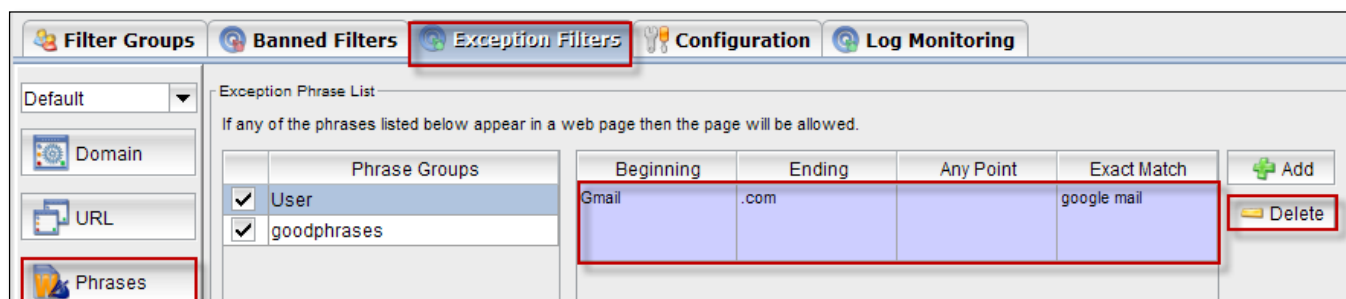 Filter Groups Banned Filters Exception Filters Configuration Log Monitoring
Default
Domain
URL
Phrases
Exception Phrase List
If any of the phrases listed below appear in a web page then the page will be allowed.
Phrase Groups
User
goodphrases
Beginning Ending Any Point Exact Match
Gmail .com google mail
Add
Delete